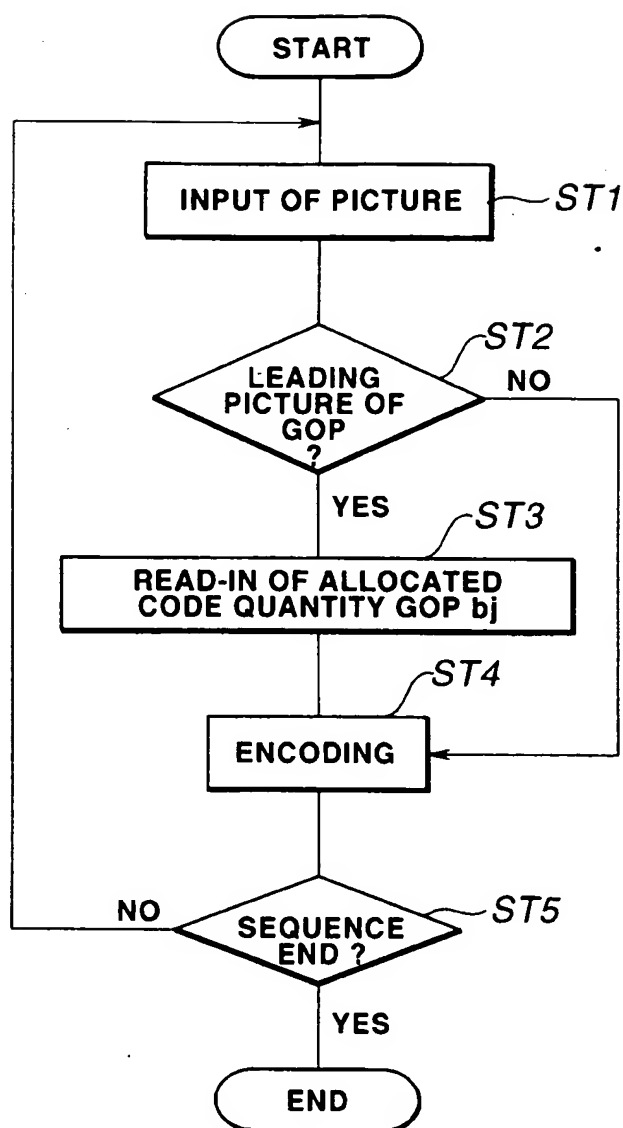 START
INPUT OF PICTURE
ST1
ST2
LEADING
PICTURE OF
GOP
?
NO
YES
ST3
READ-IN OF ALLOCATED
CODE QUANTITY GOP bj
ST4
ENCODING
NO
ST5
SEQUENCE
END ?
YES
END